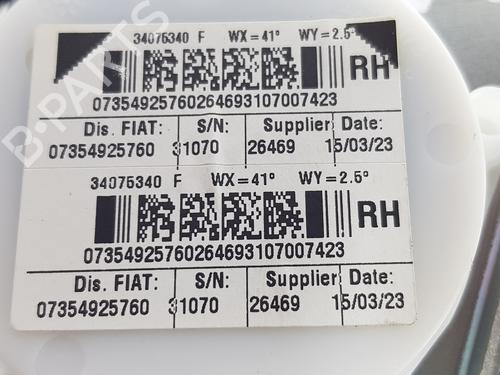 34075340 F WX=41° WY=2.5°
RH
07354925760264693107007423
Dis. FIAT: S/N: Supplier Date:
07354925760 31070 26469 15/03/23
34075340 F WX=41° WY=2.5°
RH
07354925760264693107007423
Dis. FIAT: S/N: Supplier Date:
07354925760 31070 26469 15/03/23
B-PARTS